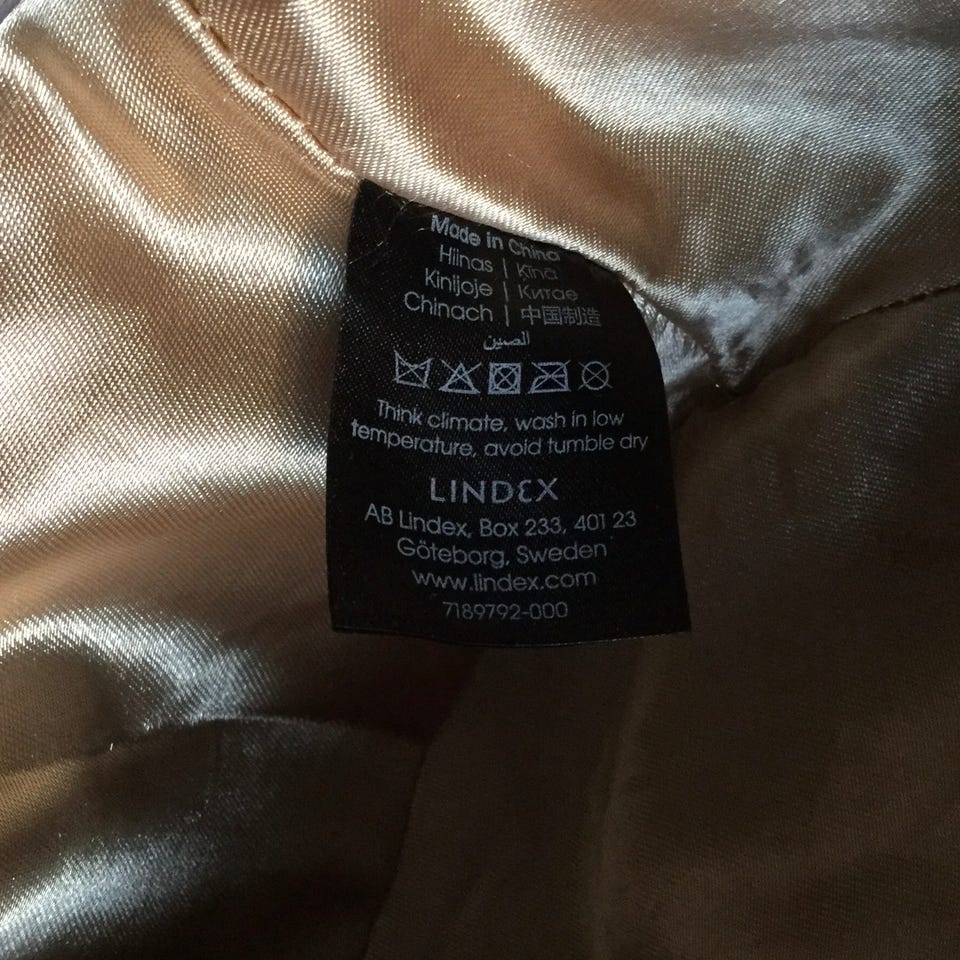 Made in China
Hiinas | Kina
Kinijoje | Китае
Chinach | 中国制造
الصين
Think climate, wash in low
temperature, avoid tumble dry
LINDEX
AB Lindex, Box 233, 401 23
Göteborg, Sweden
www.lindex.com
7189792-000